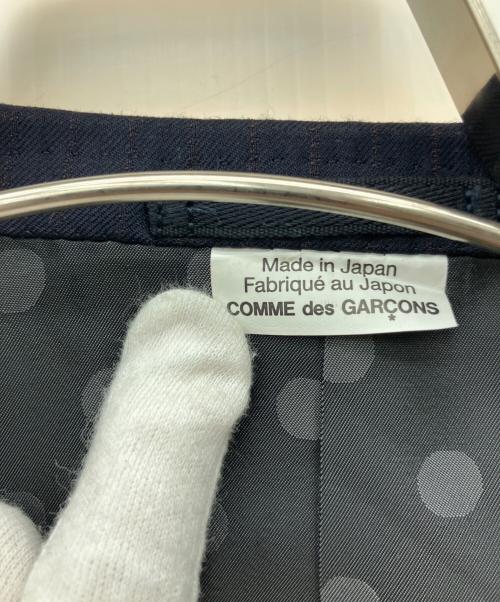 Made in Japan
Fabriqué au Japon
COMME des GARÇONS
*